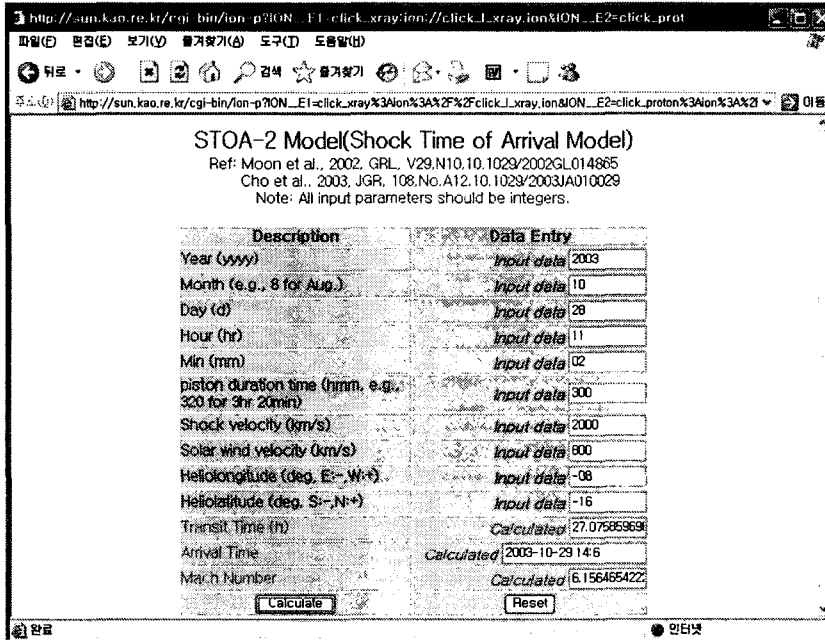 http://sun.kao.re.kr/cgi-bin/ion-p?ION__E1=click_xray:ion://click_l_xray.ion&ION__E2=click_prot
파일(F) 편집(E) 보기(V) 즐겨찾기(A) 도구(T) 도움말(H)
뒤로 검색 즐겨찾기
주소(D) http://sun.kao.re.kr/cgi-bin/ion-p?ION__E1=click_xray%3Aion%3A%2F%2Fclick_l_xray.ion&ION__E2=click_proton%3Aion%3A%2 이동
STOA-2 Model(Shock Time of Arrival Model)
Ref: Moon et al., 2002, GRL, V29.N10.10.1029/2002GL014865
Cho et al., 2003, JGR, 108,No.A12.10.1029/2003JA010029
Note: All input parameters should be integers.
Description Data Entry
Year (yyyy) Input data 2003
Month (e.g., 8 for Aug.) Input data 10
Day (d) Input data 28
Hour (hr) Input data 11
Min (mm) Input data 02
piston duration time (hmm, e.g., 320 for 3hr 20min) Input data 300
Shock velocity (km/s) Input data 2000
Solar wind velocity (km/s) Input data 800
Heliolongitude (deg, E:-,W:+) Input data -08
Heliolatitude (deg, S:-,N:+) Input data -16
Transit Time (h) Calculated 27.07585969
Arrival Time Calculated 2003-10-29 14:6
Mach Number Calculated 6.156465422
Calculate Reset
완료 인터넷